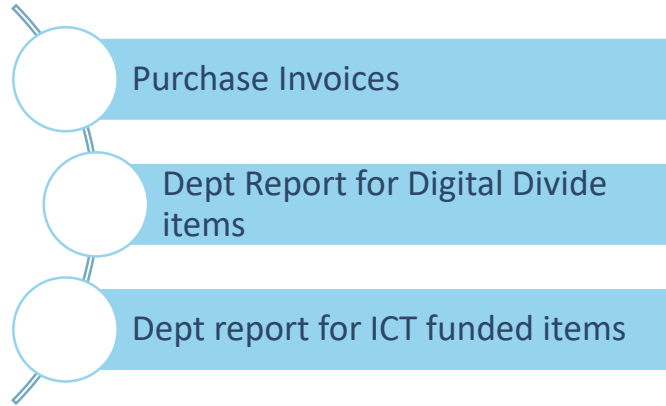 Purchase Invoices
Dept Report for Digital Divide
items
Dept report for ICT funded items